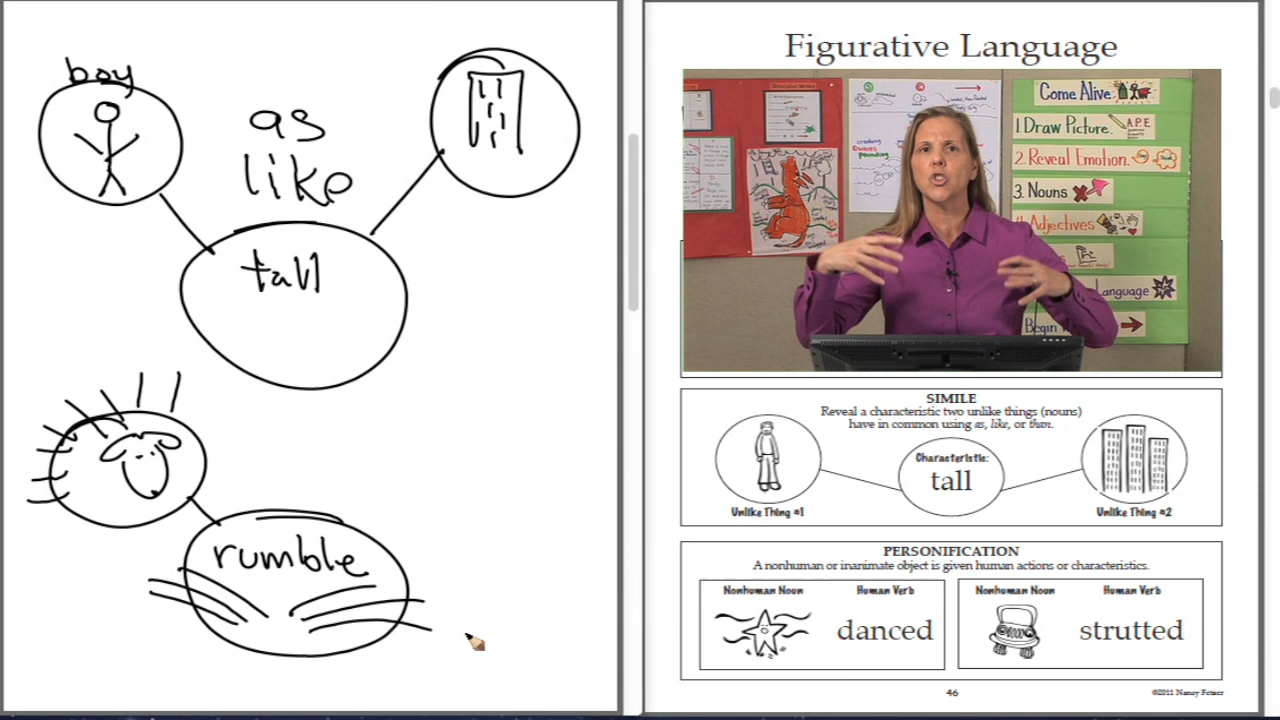 boy
as
like
tall
rumble
Figurative Language
Come Alive
1. Draw Picture. A.P.E.
2. Reveal Emotion.
3. Nouns
Adjectives
Language
Begin
creaking
pounding
SIMILE
Reveal a characteristic two unlike things (nouns)
have in common using as, like, or than.
Characteristic:
tall
Unlike Thing #1
Unlike Thing #2
PERSONIFICATION
A nonhuman or inanimate object is given human actions or characteristics.
Nonhuman Noun Human Verb
danced
Nonhuman Noun Human Verb
strutted
46
©2011 Nancy Fetzer